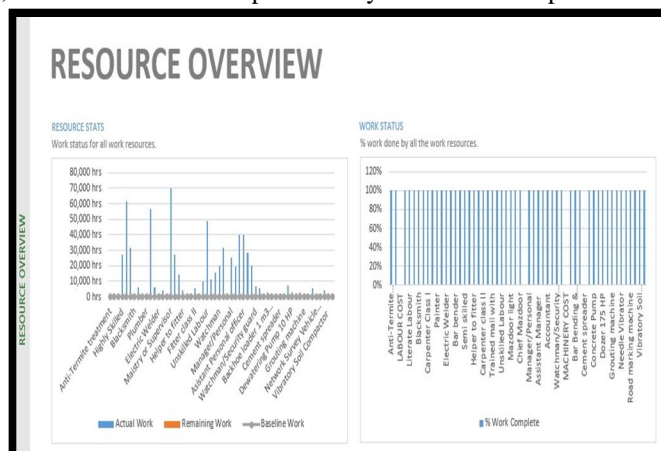 RESOURCE OVERVIEW
RESOURCE OVERVIEW
RESOURCE STATS
Work status for all work resources.
80,000 hrs
70,000 hrs
60,000 hrs
50,000 hrs
40,000 hrs
30,000 hrs
20,000 hrs
10,000 hrs
0 hrs
Anti-Termite treatment
Highly Skilled
Blacksmith
Plumber
Electric Welder
Maistry or Supervisor
Helper to fitter
Fitter class II
Unskilled Labour
Watchman
Manager/Personal
Asistant Personal officer
Watchman/Security guard
Backhoe loader 1 m3
Cement spreader
Dewatering Pump 10 HP
Grouting machine
Network Survey Vehicle...
Vibratory Soil Compactor
Actual Work
Remaining Work
Baseline Work
WORK STATUS
% work done by all the work resources.
120%
100%
80%
60%
40%
20%
0%
Anti-Termite
LABOUR COST
Literate Labour
Blacksmith
Carpenter Class I
Painter
Electric Welder
Bar bender
Semi skilled
Helper to fitter
Carpenter class II
Trained mail with
Unskilled Labour
Mazdoor light
Chief Mazdoor
Manager/Personal
Assistant Manager
Accountant
Watchman/Security
MACHINERY COST
Bar Bending &
Cement spreader
Concrete Pump
Dozer 175 HP
Grouting machine
Needle Vibrator
Road marking machine
Vibratory Soil...
% Work Complete